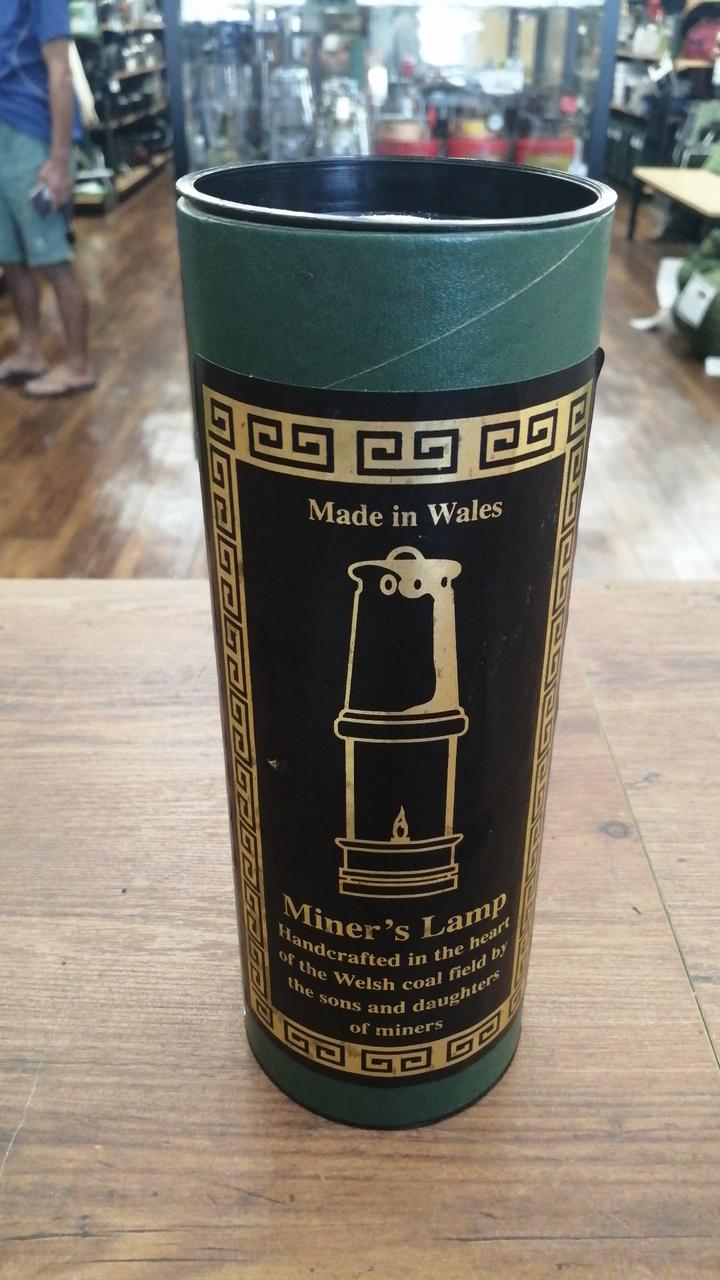 Made in Wales
Miner's Lamp
Handcrafted in the heart
of the Welsh coal field by
the sons and daughters
of miners